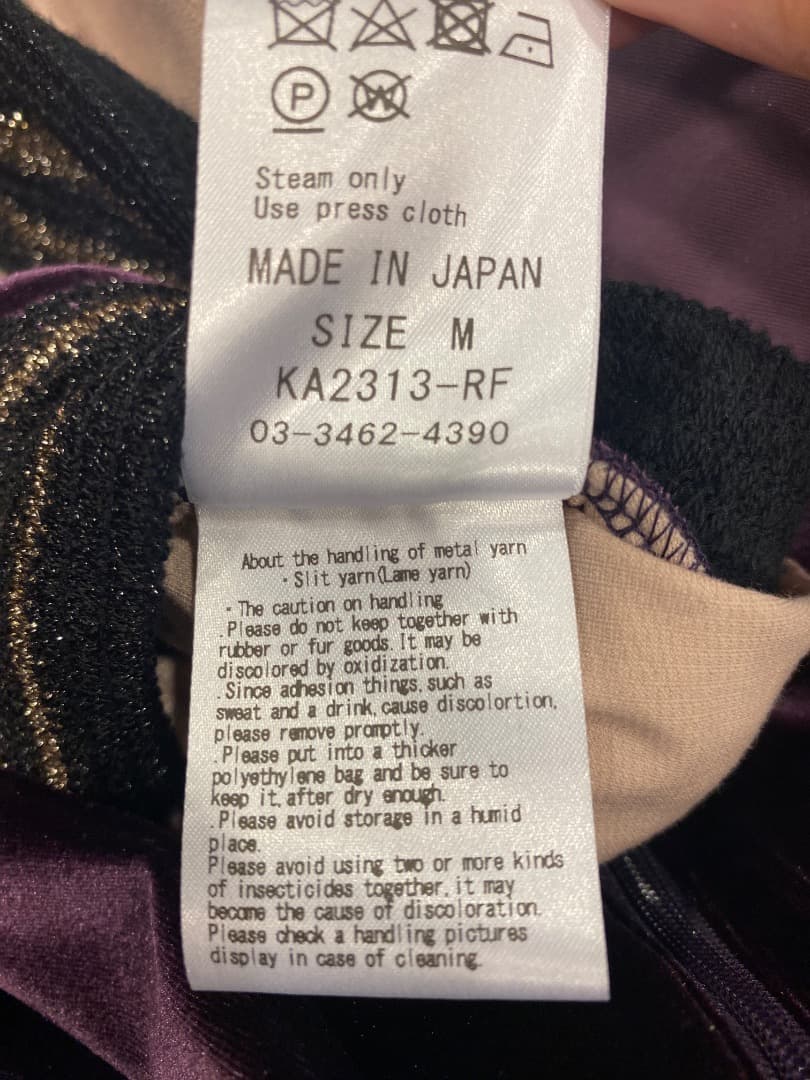 P W
Steam only
Use press cloth
MADE IN JAPAN
SIZE M
KA2313-RF
03-3462-4390
About the handling of metal yarn
・Slit yarn(Lame yarn)
・The caution on handling
.Please do not keep together with
rubber or fur goods. It may be
discolored by oxidization.
.Since adhesion things, such as
sweat and a drink, cause discolortion,
please remove promptly.
.Please put into a thicker
polyethylene bag and be sure to
keep it, after dry enough.
.Please avoid storage in a humid
place.
Please avoid using two or more kinds
of insecticides together, it may
become the cause of discoloration.
Please check a handling pictures
display in case of cleaning.